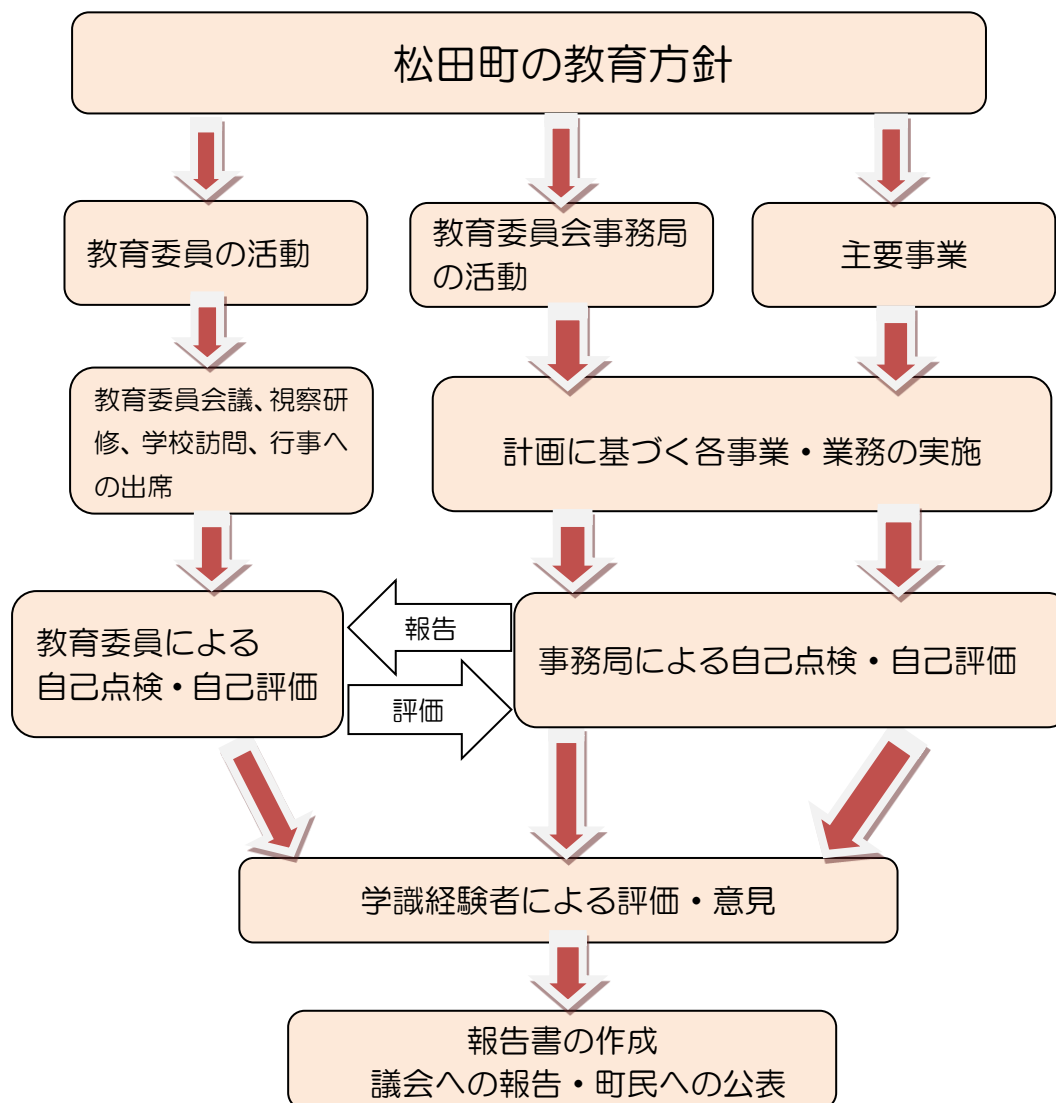 松田町の教育方針
教育委員の活動
教育委員会事務局
の活動
主要事業
教育委員会議、視察研
修、学校訪問、行事へ
の出席
計画に基づく各事業・業務の実施
教育委員による
自己点検・自己評価
報告
評価
事務局による自己点検・自己評価
学識経験者による評価・意見
報告書の作成
議会への報告・町民への公表